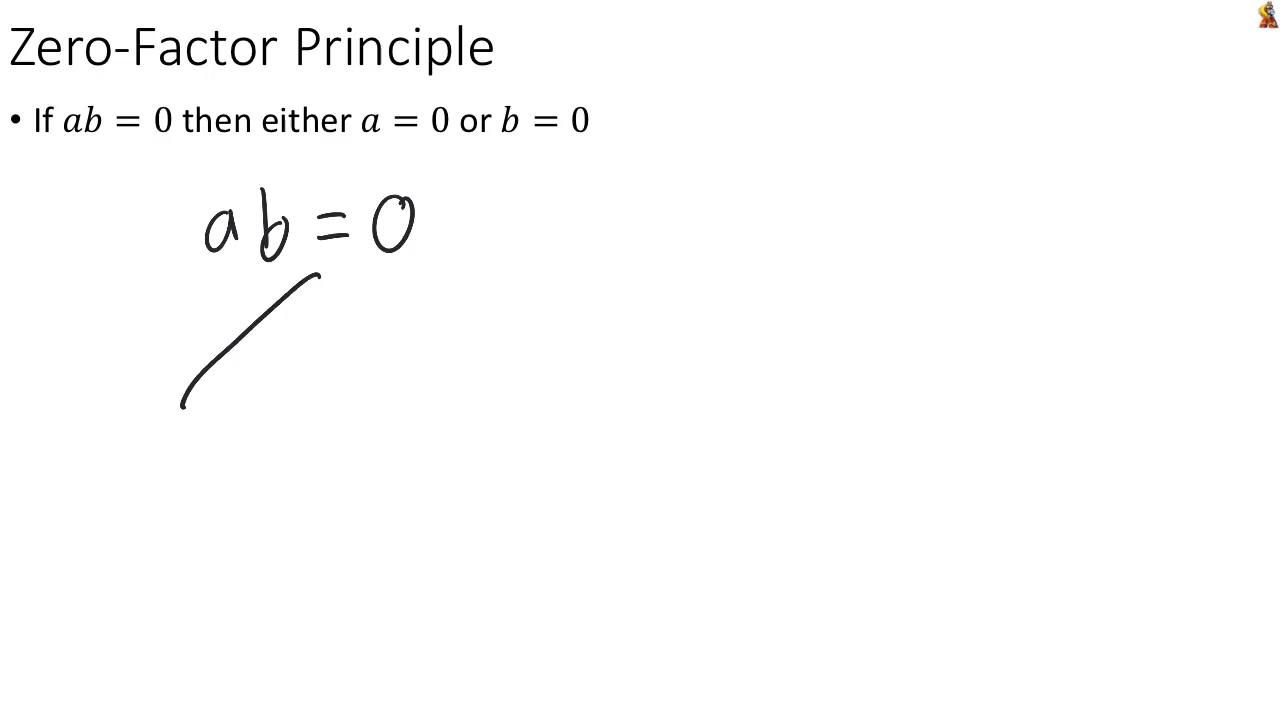 Zero-Factor Principle
• If 𝑎𝑏 = 0 then either 𝑎 = 0 or 𝑏 = 0
ab = 0